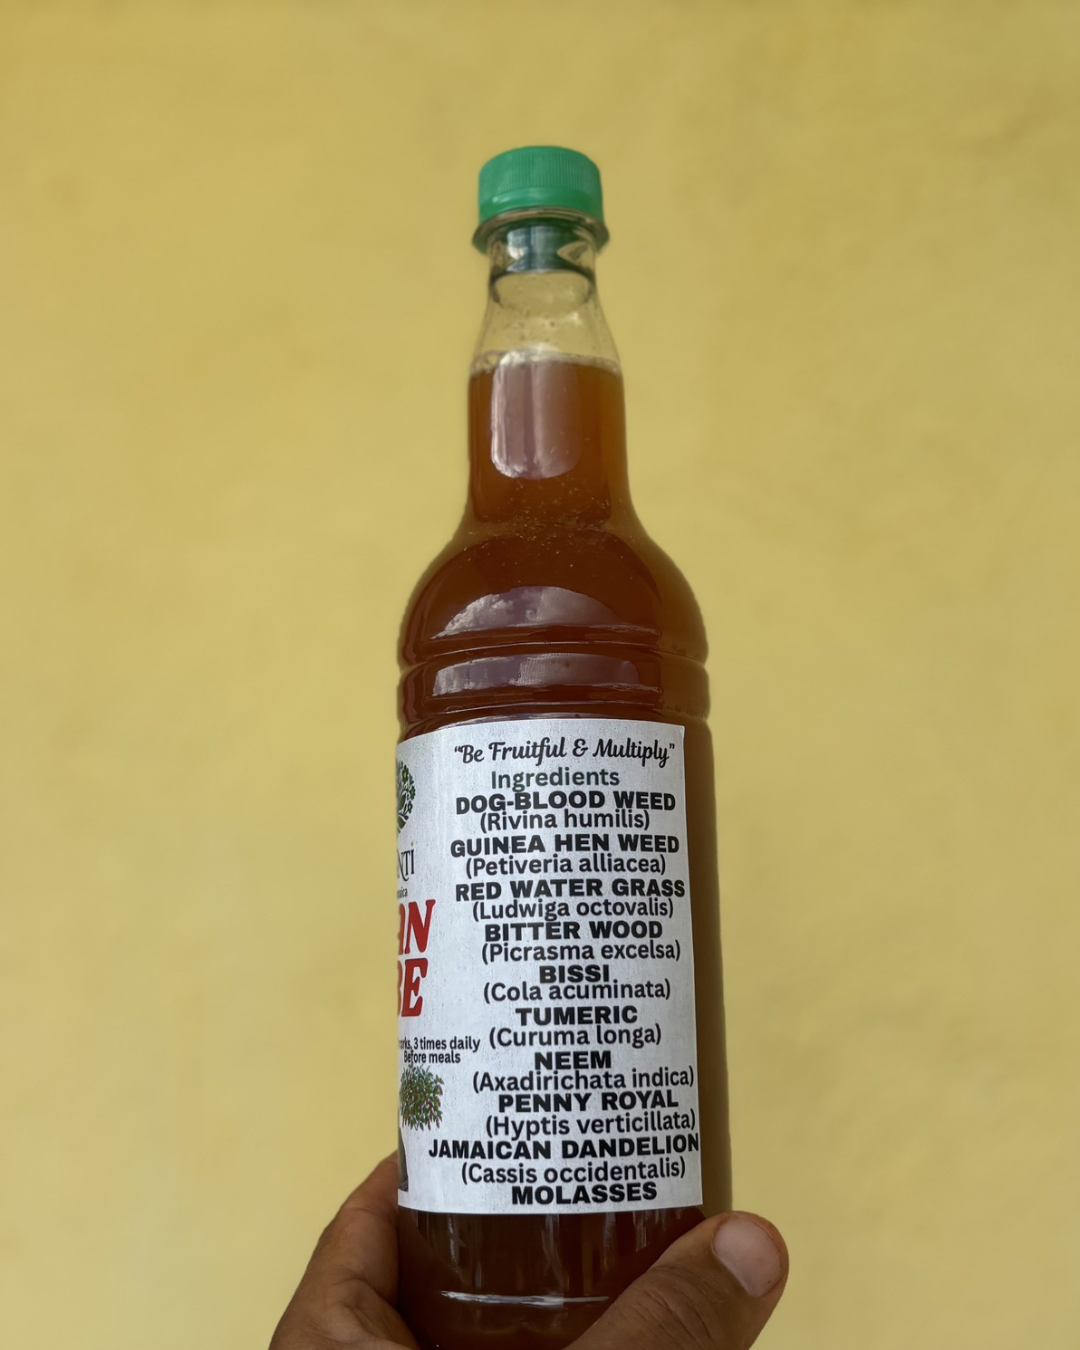 "Be Fruitful & Multiply"
Ingredients
DOG-BLOOD WEED
(Rivina humilis)
GUINEA HEN WEED
(Petiveria alliacea)
RED WATER GRASS
(Ludwiga octovalis)
BITTER WOOD
(Picrasma excelsa)
BISSI
(Cola acuminata)
TUMERIC
(Curuma longa)
NEEM
(Axadirichata indica)
PENNY ROYAL
(Hyptis verticillata)
JAMAICAN DANDELION
(Cassis occidentalis)
MOLASSES
3 times daily
Before meals